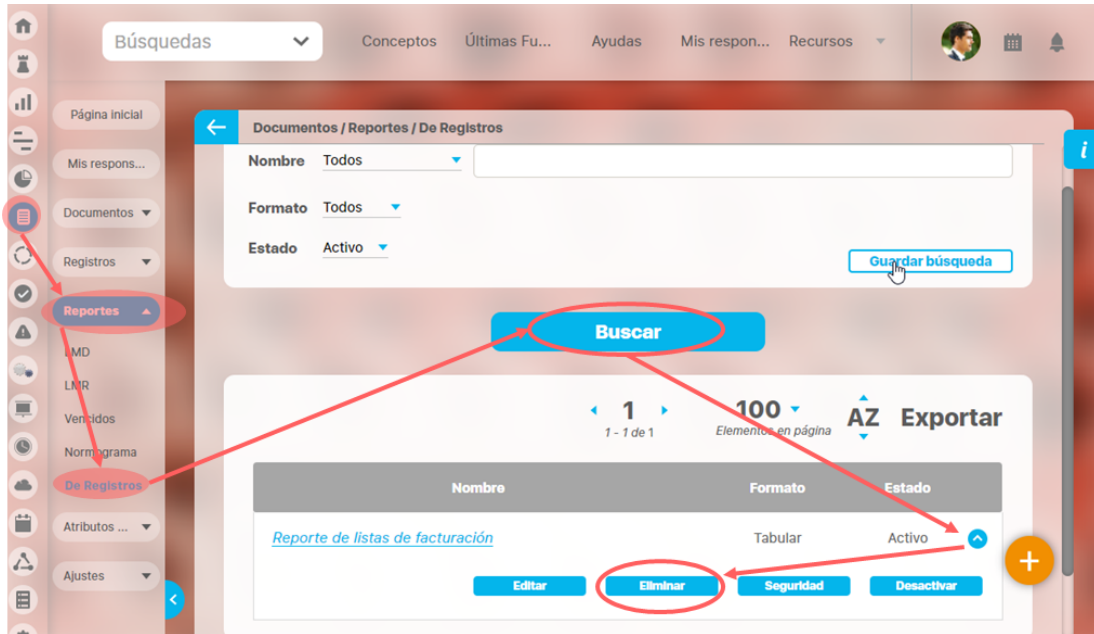 Búsquedas
Conceptos Últimas Fu... Ayudas Mis respon... Recursos
Página inicial
Mis respons...
Documentos
Registros
Reportes
LMD
LMR
Vencidos
Normograma
De Registros
Atributos ...
Ajustes
Documentos / Reportes / De Registros
i
Nombre Todos
Formato Todos
Estado Activo
Guardar búsqueda
Buscar
1
1 - 1 de 1
100
Elementos en página
AZ
Exportar
Nombre Formato Estado
Reporte de listas de facturación Tabular Activo
Editar Eliminar Seguridad Desactivar
+